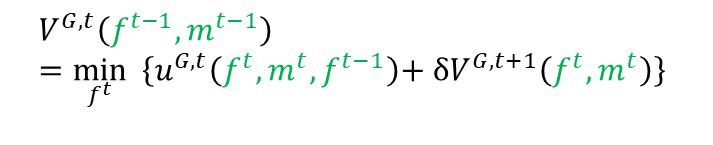 V^{G,t}(f^{t−1}, m^{t−1})
= min_{f^t} {u^{G,t}(f^t, m^t, f^{t−1})+ δV^{G,t+1}(f^t, m^t)}